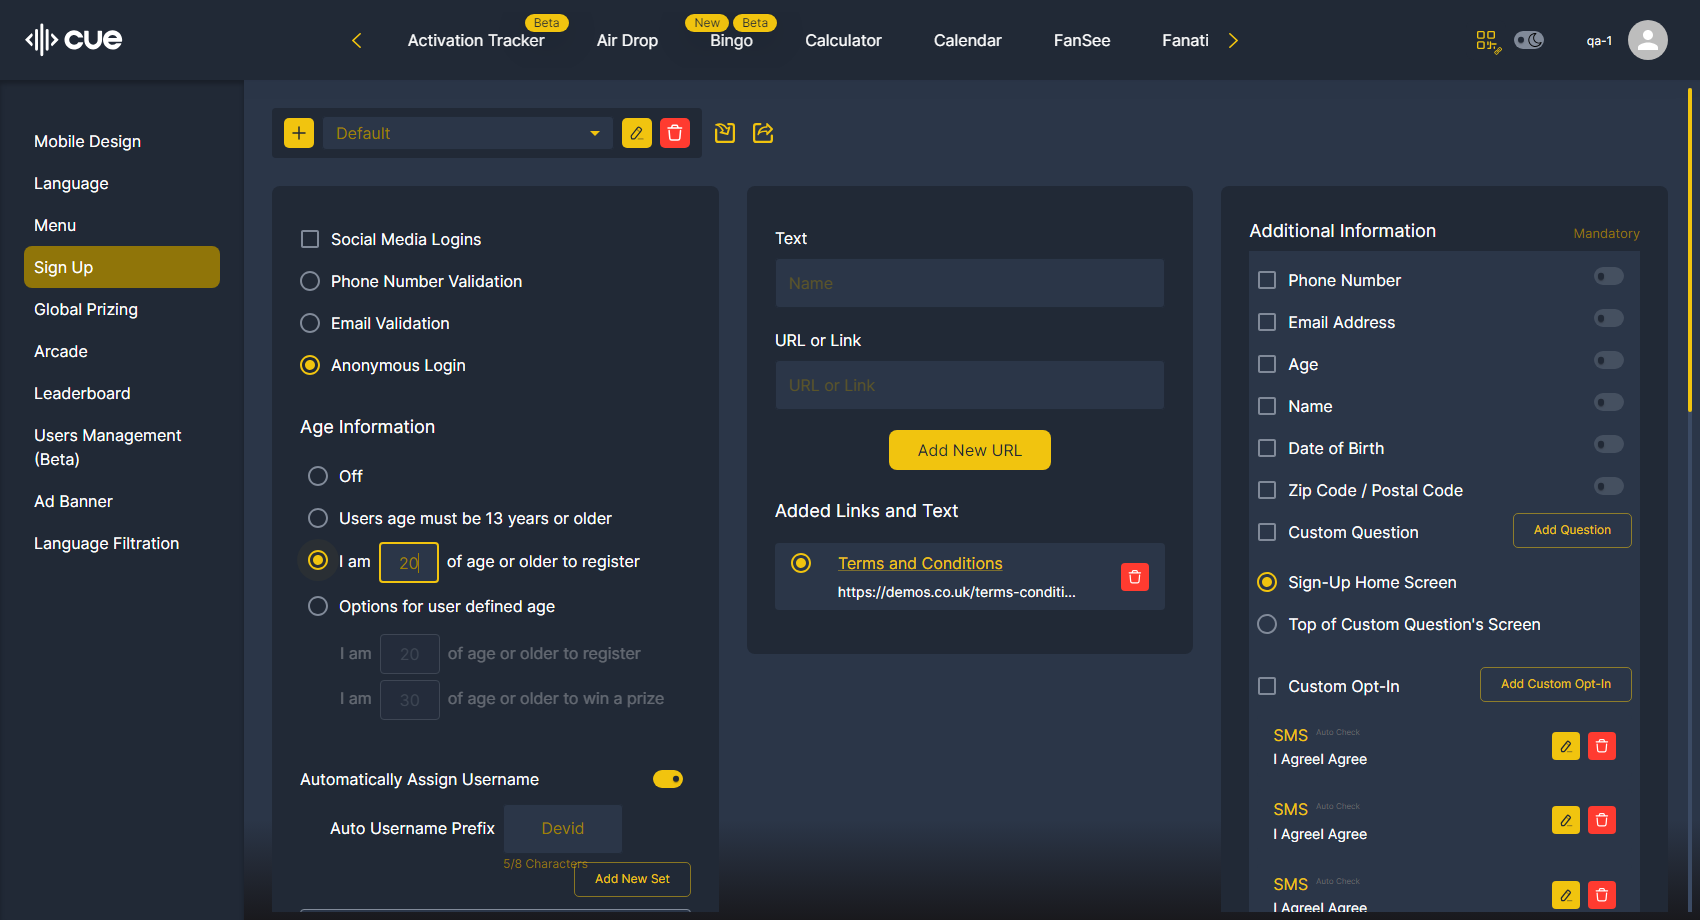 cue
Activation Tracker Beta
Air Drop
Bingo New Beta
Calculator
Calendar
FanSee
Fanati
qa-1
Mobile Design
Language
Menu
Sign Up
Global Prizing
Arcade
Leaderboard
Users Management
(Beta)
Ad Banner
Language Filtration
Default
Social Media Logins
Phone Number Validation
Email Validation
Anonymous Login
Age Information
Off
Users age must be 13 years or older
I am 20 of age or older to register
Options for user defined age
I am 20 of age or older to register
I am 30 of age or older to win a prize
Automatically Assign Username
Auto Username Prefix Devid
5/8 Characters
Add New Set
Text
Name
URL or Link
URL or Link
Add New URL
Added Links and Text
Terms and Conditions
https://demos.co.uk/terms-conditi...
Additional Information Mandatory
Phone Number
Email Address
Age
Name
Date of Birth
Zip Code / Postal Code
Custom Question Add Question
Sign-Up Home Screen
Top of Custom Question's Screen
Custom Opt-In Add Custom Opt-In
SMS Auto Check
I AgreeI Agree
SMS Auto Check
I AgreeI Agree
SMS Auto Check
I AgreeI Agree